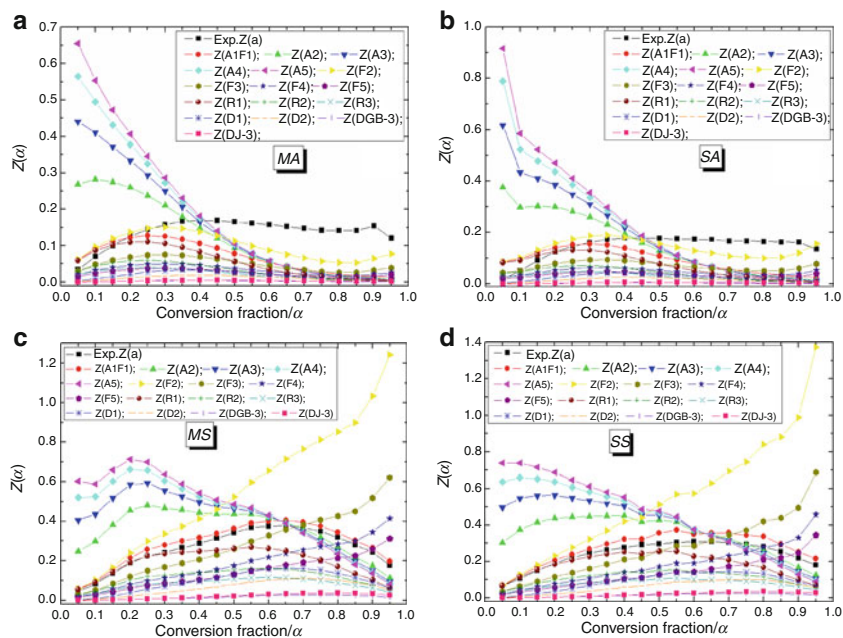 a
0.7
0.6
0.5
0.4
0.3
0.2
0.1
0.0
Z(α)
Exp.Z(a)
Z(A1F1); Z(A2); Z(A3);
Z(A4); Z(A5); Z(F2);
Z(F3); Z(F4); Z(F5);
Z(R1); Z(R2); Z(R3);
Z(D1); Z(D2); Z(DGB-3);
Z(DJ-3);
MA
0.0 0.1 0.2 0.3 0.4 0.5 0.6 0.7 0.8 0.9 1.0
Conversion fraction/α
b
1.0
0.8
0.6
0.4
0.2
0.0
Exp.Z(a)
Z(A1F1); Z(A2); Z(A3);
Z(A4); Z(A5); Z(F2);
Z(F3); Z(F4); Z(F5);
Z(R1); Z(R2); Z(R3);
Z(D1); Z(D2); Z(DGB-3);
Z(DJ-3);
SA
0.0 0.1 0.2 0.3 0.4 0.5 0.6 0.7 0.8 0.9 1.0
Conversion fraction/α
c
1.2
1.0
0.8
0.6
0.4
0.2
0.0
Z(α)
Exp.Z(a)
Z(A1F1); Z(A2); Z(A3); Z(A4);
Z(A5); Z(F2); Z(F3); Z(F4);
Z(F5); Z(R1); Z(R2); Z(R3);
Z(D1); Z(D2); Z(DGB-3); Z(DJ-3)
MS
0.0 0.1 0.2 0.3 0.4 0.5 0.6 0.7 0.8 0.9 1.0
Conversion fraction/α
d
1.4
1.2
1.0
0.8
0.6
0.4
0.2
0.0
Exp.Z(a)
Z(A1F1); Z(A2); Z(A3); Z(A4);
Z(A5); Z(F2); Z(F3); Z(F4);
Z(F5); Z(R1); Z(R2); Z(R3);
Z(D1); Z(D2); Z(DGB-3); Z(DJ-3)
SS
0.0 0.1 0.2 0.3 0.4 0.5 0.6 0.7 0.8 0.9 1.0
Conversion fraction/α